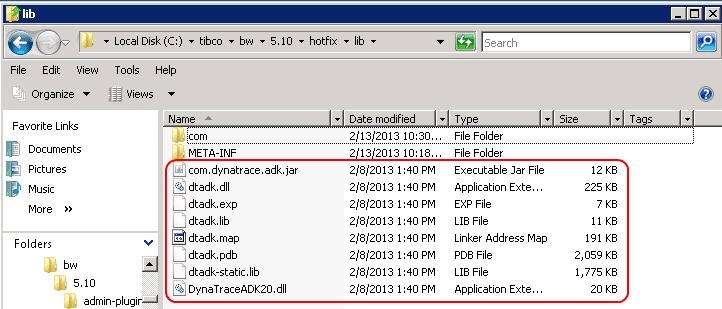 lib
Local Disk (C:) ▸ tibco ▸ bw ▸ 5.10 ▸ hotfix ▸ lib ▸ Search
File Edit View Tools Help
Organize Views
Favorite Links Name Date modified Type Size Tags
com 2/13/2013 10:30... File Folder
Documents META-INF 2/13/2013 10:18... File Folder
Pictures com.dynatrace.adk.jar 2/8/2013 1:40 PM Executable Jar File 12 KB
Music dtadk.dll 2/8/2013 1:40 PM Application Exte... 225 KB
More » dtadk.exp 2/8/2013 1:40 PM EXP File 7 KB
dtadk.lib 2/8/2013 1:40 PM LIB File 11 KB
Folders dtadk.map 2/8/2013 1:40 PM Linker Address Map 191 KB
bw dtadk.pdb 2/8/2013 1:40 PM PDB File 2,059 KB
5.10 dtadk-static.lib 2/8/2013 1:40 PM LIB File 1,775 KB
admin-plugin DynaTraceADK20.dll 2/8/2013 1:40 PM Application Exte... 20 KB